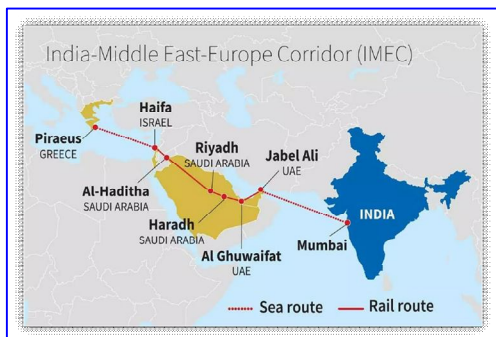 India-Middle East-Europe Corridor (IMEC)
Haifa
ISRAEL
Piraeus
GREECE
Riyadh
SAUDI ARABIA
Jabel Ali
UAE
Al-Haditha
SAUDI ARABIA
INDIA
Haradh
SAUDI ARABIA
Mumbai
Al Ghuwaifat
UAE
Sea route
Rail route